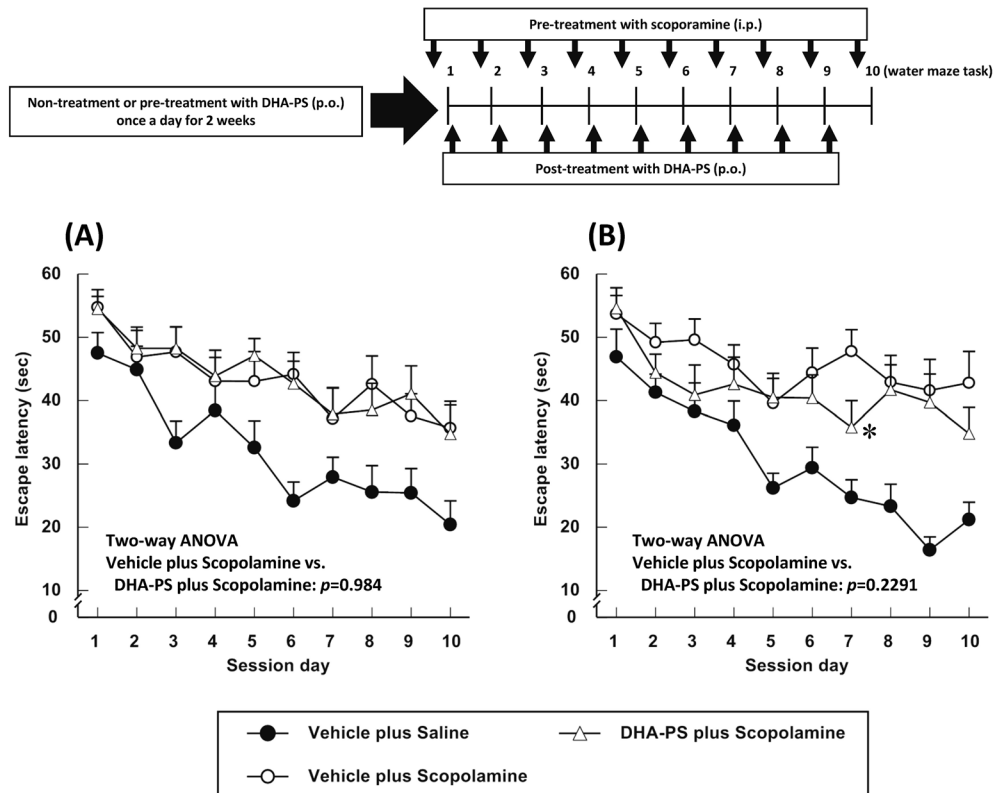 Pre-treatment with scoporamine (i.p.)
1 2 3 4 5 6 7 8 9 10 (water maze task)
Non-treatment or pre-treatment with DHA-PS (p.o.)
once a day for 2 weeks
Post-treatment with DHA-PS (p.o.)
(A)
60
50
40
30
20
10
0
Escape latency (sec)
Two-way ANOVA
Vehicle plus Scopolamine vs.
DHA-PS plus Scopolamine: p=0.984
1 2 3 4 5 6 7 8 9 10
Session day
(B)
60
50
40
30
20
10
0
Escape latency (sec)
*
Two-way ANOVA
Vehicle plus Scopolamine vs.
DHA-PS plus Scopolamine: p=0.2291
1 2 3 4 5 6 7 8 9 10
Session day
Vehicle plus Saline
DHA-PS plus Scopolamine
Vehicle plus Scopolamine